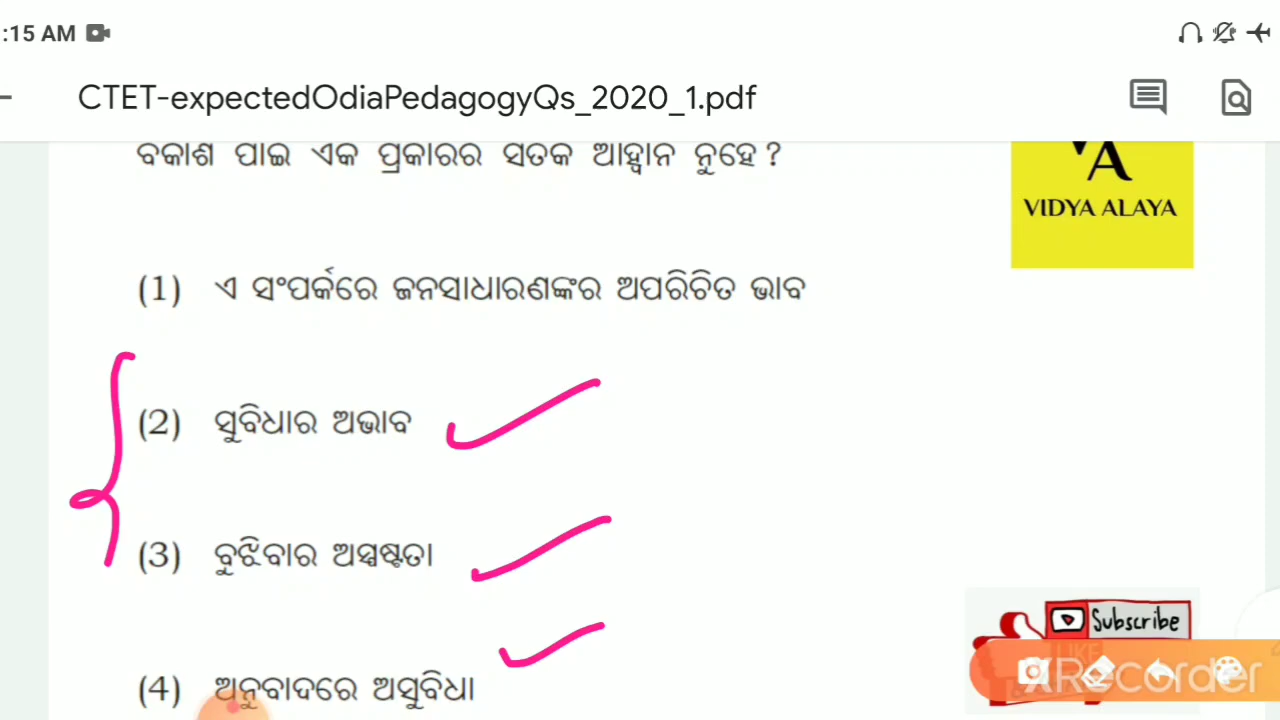 :15 AM
CTET-expectedOdiaPedagogyQs_2020_1.pdf
ବକାଶ ପାଇ ଏକ ପ୍ରକାରର ସତକ ଆହ୍ୱାନ ନୁହେ ?
VA
VIDYA ALAYA
(1) ଏ ସଂପର୍କରେ ଜନସାଧାରଣଙ୍କର ଅପରିଚିତ ଭାବ
(2) ସୁବିଧାର ଅଭାବ
(3) ବୁଝିବାର ଅସ୍ପଷ୍ଟତା
Subscribe
XRecorder
(4) ଅନୁବାଦରେ ଅସୁବିଧା